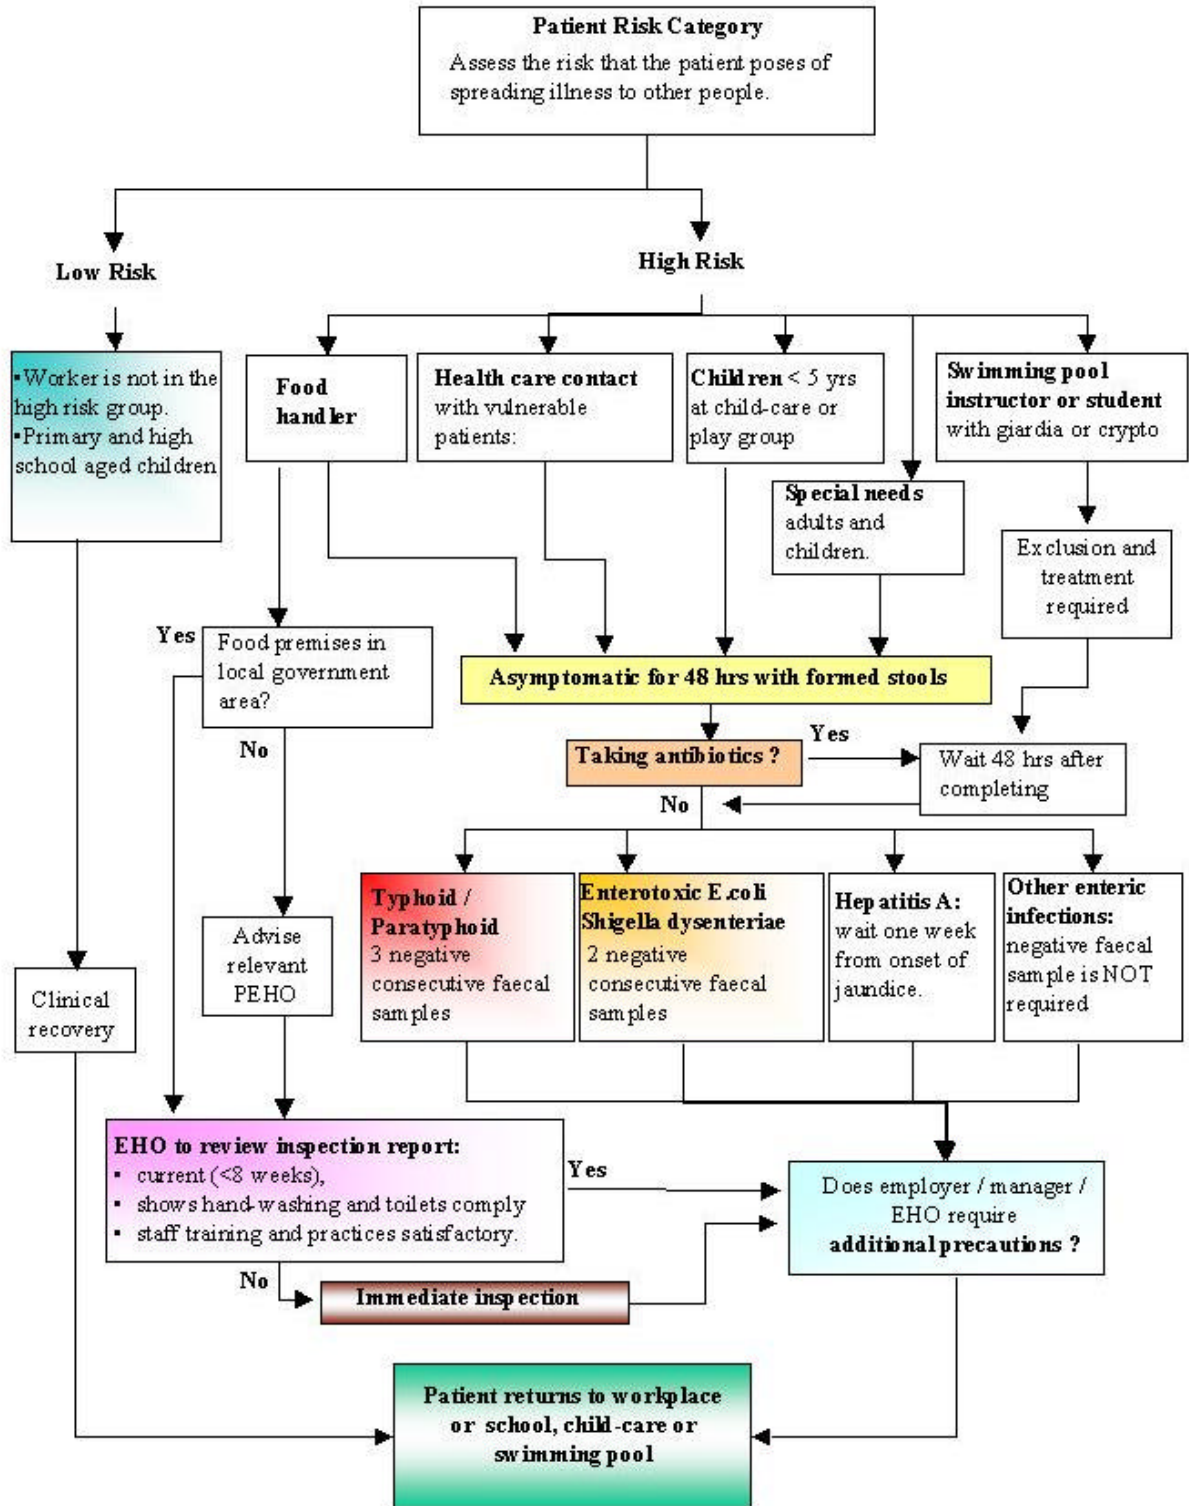 Patient Risk Category
Assess the risk that the patient poses of
spreading illness to other people.
Low Risk
High Risk
▪Worker is not in the
high risk group.
▪Primary and high
school aged children
Food
handler
Health care contact
with vulnerable
patients:
Children < 5 yrs
at child-care or
play group
Swimming pool
instructor or student
with giardia or crypto
Special needs
adults and
children.
Exclusion and
treatment
required
Yes
Food premises in
local government
area?
No
Asymptomatic for 48 hrs with formed stools
Taking antibiotics ?
Yes
No
Wait 48 hrs after
completing
Typhoid /
Paratyphoid
3 negative
consecutive faecal
samples
Enterotoxic E.coli
Shigella dysenteriae
2 negative
consecutive faecal
samples
Hepatitis A:
wait one week
from onset of
jaundice.
Other enteric
infections:
negative faecal
sample is NOT
required
Advise
relevant
PEHO
Clinical
recovery
EHO to review inspection report:
▪ current (<8 weeks),
▪ shows hand-washing and toilets comply
▪ staff training and practices satisfactory.
Yes
No
Immediate inspection
Does employer / manager /
EHO require
additional precautions ?
Patient returns to workplace
or school, child-care or
swimming pool